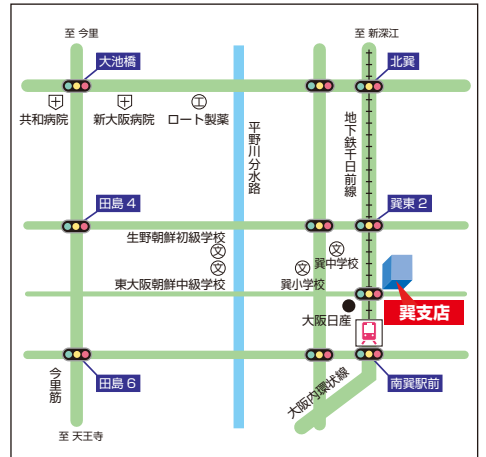 至 今里
至 新深江
大池橋
北巽
共和病院
新大阪病院
工
ロート製薬
平野川分水路
地下鉄千日前線
田島4
巽東2
生野朝鮮初級学校
文
文
東大阪朝鮮中級学校
文
巽中学校
文
巽小学校
巽支店
大阪日産
今里筋
田島6
大阪内環状線
南巽駅前
至 天王寺